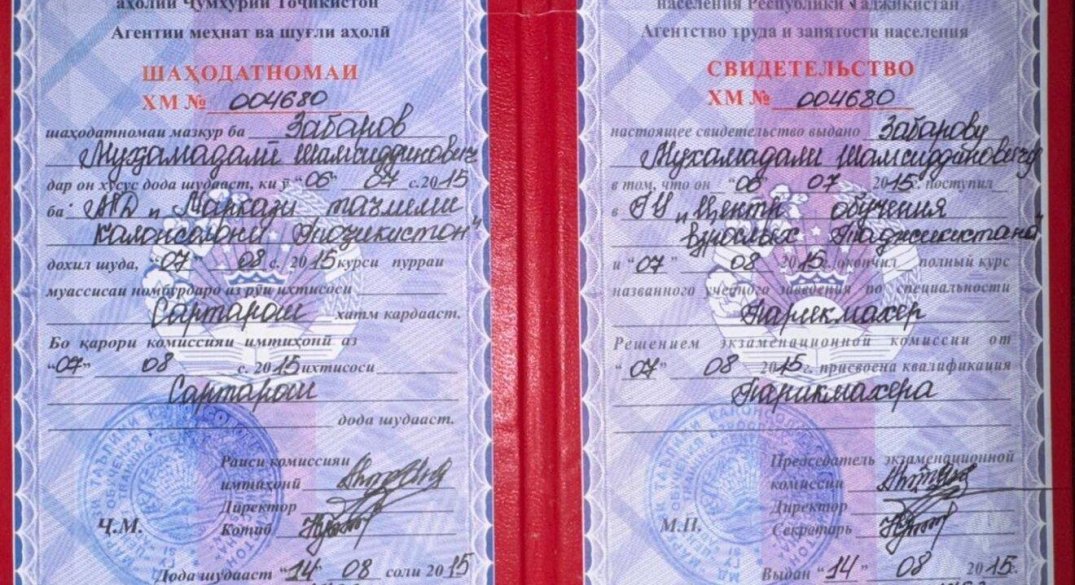 аҳолии Ҷумҳурии Тоҷикистон
Агентии меҳнат ва шуғли аҳолӣ
ШАҲОДАТНОМАИ
ХМ № 004680
шаҳодатномаи мазкур ба Забаров
Муҳамадалӣ Шамсиддинович
дар он хусус дода шудааст, ки ӯ "06" 07 с. 2015
ба МД и Маркази таълими
калонсолони Тоҷикистон"
дохил шуда, "07" 08 с. 2015 курси пурраи
муассисаи номбурдаро аз рӯи ихтисоси
Сартарош хатм кардааст.
Бо қарори комиссияи имтиҳонӣ аз
"07" 08 с. 2015 ихтисоси
Сартарош
дода шудааст.
Раиси комиссияи
имтиҳонӣ
Директор
Ҷ.М. Котиб
Дода шудааст "14" 08 соли 2015
населения Республики Таджикистан
Агентство труда и занятости населения
СВИДЕТЕЛЬСТВО
ХМ № 004680
настоящее свидетельство выдано Забарову
Мухамадали Шамсиддиновичу
в том, что он "06" 07 2015г. поступил
в ГУ и Центр обучения
взрослых Таджикистана"
и "07" 08 2015г. окончил полный курс
названного учебного заведения по специальности
Парикмахер
Решением экзаменационной комиссии от
"07" 08 2015г. присвоена квалификация
Парикмахера
Председатель экзаменационной
комиссии
Директор
М.П. Секретарь
Выдан "14" 08 2015г.